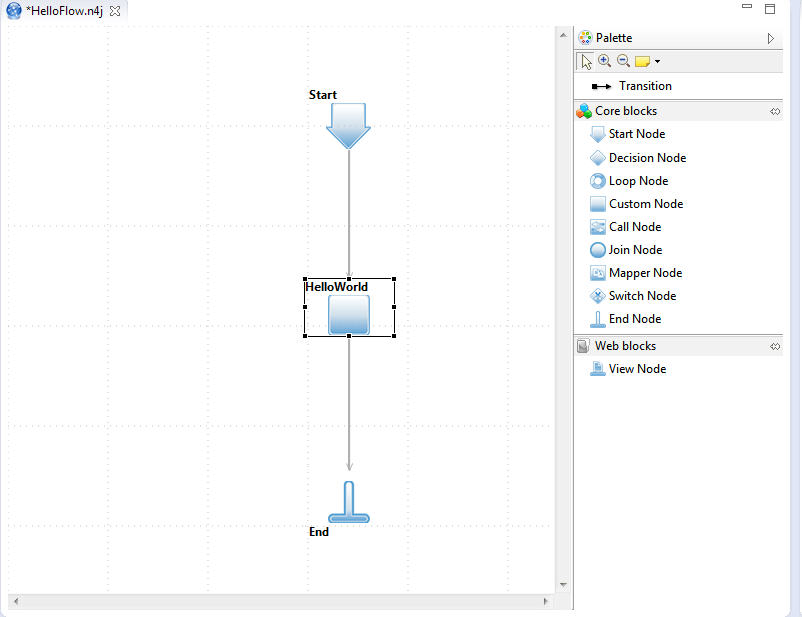 *HelloFlow.n4j
Start
HelloWorld
End
Palette
Transition
Core blocks
Start Node
Decision Node
Loop Node
Custom Node
Call Node
Join Node
Mapper Node
Switch Node
End Node
Web blocks
View Node